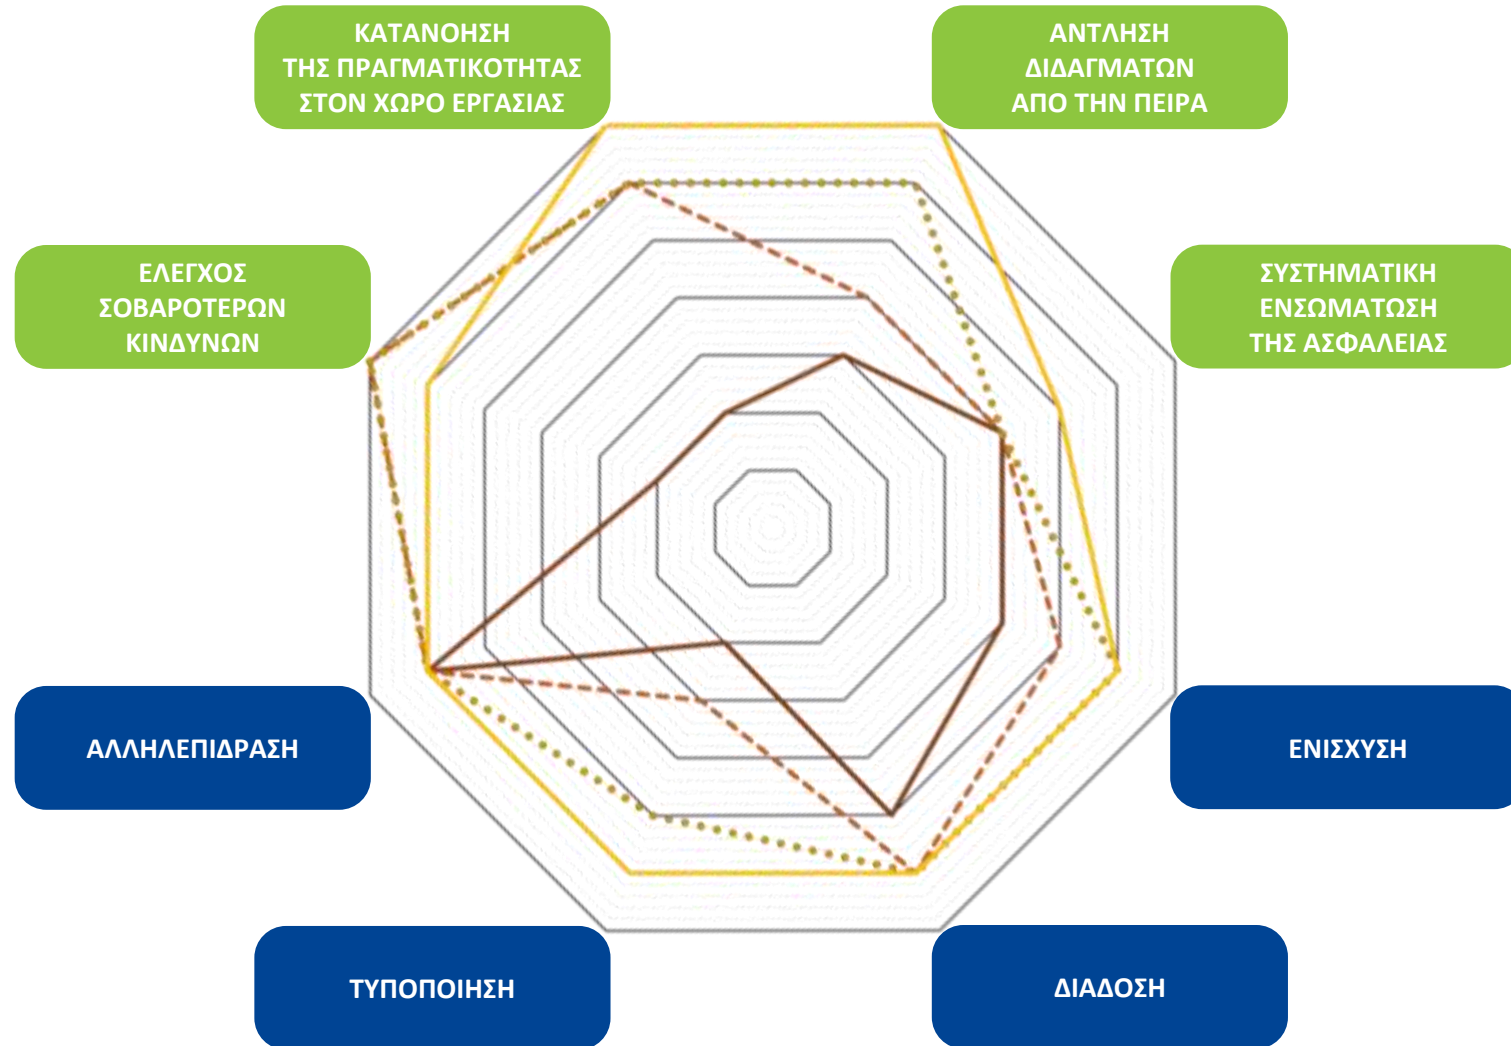 ΚΑΤΑΝΟΗΣΗ
ΤΗΣ ΠΡΑΓΜΑΤΙΚΟΤΗΤΑΣ
ΣΤΟΝ ΧΩΡΟ ΕΡΓΑΣΙΑΣ
ΑΝΤΛΗΣΗ
ΔΙΔΑΓΜΑΤΩΝ
ΑΠΟ ΤΗΝ ΠΕΙΡΑ
ΕΛΕΓΧΟΣ
ΣΟΒΑΡΟΤΕΡΩΝ
ΚΙΝΔΥΝΩΝ
ΣΥΣΤΗΜΑΤΙΚΗ
ΕΝΣΩΜΑΤΩΣΗ
ΤΗΣ ΑΣΦΑΛΕΙΑΣ
ΑΛΛΗΛΕΠΙΔΡΑΣΗ
ΕΝΙΣΧΥΣΗ
ΤΥΠΟΠΟΙΗΣΗ
ΔΙΑΔΟΣΗ